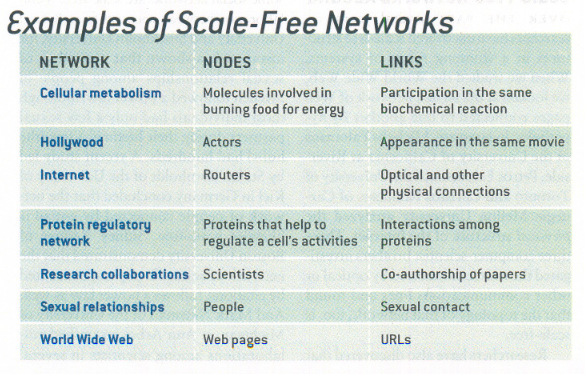 Examples of Scale-Free Networks
NETWORK NODES LINKS
Cellular metabolism Molecules involved in Participation in the same
burning food for energy biochemical reaction
Hollywood Actors Appearance in the same movie
Internet Routers Optical and other
physical connections
Protein regulatory Proteins that help to Interactions among
network regulate a cell's activities proteins
Research collaborations Scientists Co-authorship of papers
Sexual relationships People Sexual contact
World Wide Web Web pages URLs